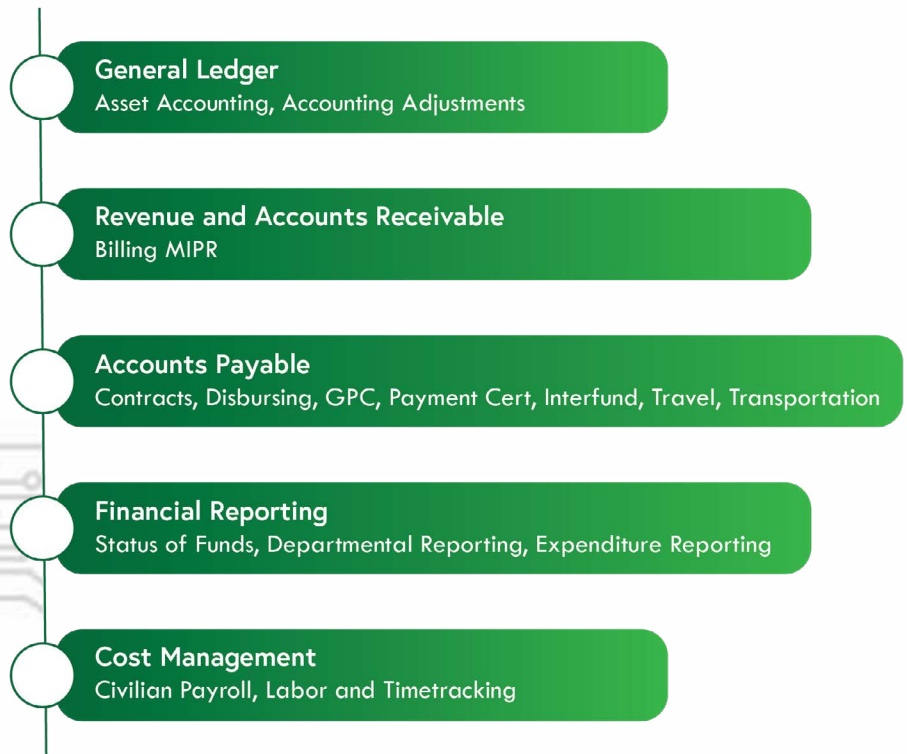 General Ledger
Asset Accounting, Accounting Adjustments
Revenue and Accounts Receivable
Billing MIPR
Accounts Payable
Contracts, Disbursing, GPC, Payment Cert, Interfund, Travel, Transportation
Financial Reporting
Status of Funds, Departmental Reporting, Expenditure Reporting
Cost Management
Civilian Payroll, Labor and Timetracking